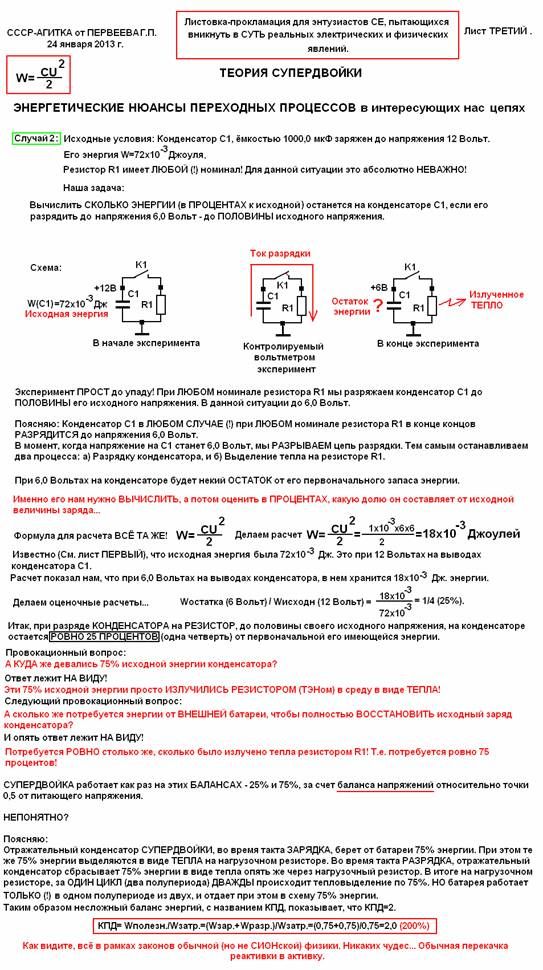 СССР-АГИТКА от ПЕРВЕЕВА Г.П.
24 января 2013 г.
Листовка-прокламация для энтузиастов СЕ, пытающихся
вникнуть в СУТЬ реальных электрических и физических
явлений.
Лист ТРЕТИЙ .
W=CU²/2
ТЕОРИЯ СУПЕРДВОЙКИ
ЭНЕРГЕТИЧЕСКИЕ НЮАНСЫ ПЕРЕХОДНЫХ ПРОЦЕССОВ в интересующих нас цепях
Случай 2: Исходные условия: Конденсатор С1, ёмкостью 1000,0 мкФ заряжен до напряжения 12 Вольт.
Его энергия W=72x10⁻³ Джоуля,
Резистор R1 имеет ЛЮБОЙ (!) номинал! Для данной ситуации это абсолютно НЕВАЖНО!
Наша задача:
Вычислить СКОЛЬКО ЭНЕРГИИ (в ПРОЦЕНТАХ к исходной) останется на конденсаторе С1, если его
разрядить до напряжения 6,0 Вольт - до ПОЛОВИНЫ исходного напряжения.
Схема:
K1
+12В
C1
R1
W(C1)=72x10⁻³ Дж
Исходная энергия
В начале эксперимента
Ток разрядки
K1
C1
R1
Контролируемый
вольтметром
эксперимент
K1
+6В
C1
R1
Остаток
энергии ?
Излученное
ТЕПЛО
В конце эксперимента
Эксперимент ПРОСТ до упаду! При ЛЮБОМ номинале резистора R1 мы разряжаем конденсатор С1 до
ПОЛОВИНЫ его исходного напряжения. В данной ситуации до 6,0 Вольт.
Поясняю: Конденсатор С1 в ЛЮБОМ СЛУЧАЕ (!) при ЛЮБОМ номинале резистора R1 в конце концов
РАЗРЯДИТСЯ до напряжения 6,0 Вольт.
В момент, когда напряжение на С1 станет 6,0 Вольт, мы РАЗРЫВАЕМ цепь разрядки. Тем самым останавливаем
два процесса: а) Разрядку конденсатора, и б) Выделение тепла на резисторе R1.
При 6,0 Вольтах на конденсаторе будет некий ОСТАТОК от его первоначального запаса энергии.
Именно его нам нужно ВЫЧИСЛИТЬ, а потом оценить в ПРОЦЕНТАХ, какую долю он составляет от исходной
величины заряда...
Формула для расчета ВСЁ ТА ЖЕ! W=CU²/2 Делаем расчет W=CU²/2=1x10⁻³x6x6/2=18x10⁻³ Джоулей
Известно (См. лист ПЕРВЫЙ), что исходная энергия была 72x10⁻³ Дж. Это при 12 Вольтах на выводах
конденсатора С1.
Расчет показал нам, что при 6,0 Вольтах на выводах конденсатора, в нем хранится 18x10⁻³ Дж. энергии.
Делаем оценочные расчеты... Wостатка (6 Вольт) / Wисходн (12 Вольт) = 18x10⁻³/72x10⁻³ = 1/4 (25%).
Итак, при разряде КОНДЕНСАТОРА на РЕЗИСТОР, до половины своего исходного напряжения, на конденсаторе
остается РОВНО 25 ПРОЦЕНТОВ (одна четверть) от первоначальной его имеющейся энергии.
Провокационный вопрос:
А КУДА же девались 75% исходной энергии конденсатора?
Ответ лежит НА ВИДУ!
Эти 75% исходной энергии просто ИЗЛУЧИЛИСЬ РЕЗИСТОРОМ (ТЭНом) в среду в виде ТЕПЛА!
Следующий провокационный вопрос:
А сколько же потребуется энергии от ВНЕШНЕЙ батареи, чтобы полностью ВОССТАНОВИТЬ исходный заряд
конденсатора?
И опять ответ лежит НА ВИДУ!
Потребуется РОВНО столько же, сколько было излучено тепла резистором R1! Т.е. потребуется ровно 75
процентов!
СУПЕРДВОЙКА работает как раз на этих БАЛАНСАХ - 25% и 75%, за счет баланса напряжений относительно точки
0,5 от питающего напряжения.
НЕПОНЯТНО?
Поясняю:
Отражательный конденсатор СУПЕРДВОЙКИ, во время такта ЗАРЯДКА, берет от батареи 75% энергии. При этом те
же 75% энергии выделяются в виде ТЕПЛА на нагрузочном резисторе. Во время такта РАЗРЯДКА, отражательный
конденсатор сбрасывает 75% энергии в виде тепла опять же через нагрузочный резистор. В итоге на нагрузочном
резисторе, за ОДИН ЦИКЛ (два полупериода) ДВАЖДЫ происходит тепловыделение по 75%. НО батарея работает
ТОЛЬКО (!) в одном полупериоде из двух, и отдает при этом в схему 75% энергии.
Таким образом несложный баланс энергий, с названием КПД, показывает, что КПД=2.
КПД= Wполезн./Wзатр.=(Wзар.+Wразр.)/Wзатр.=(0,75+0,75)/0,75=2,0 (200%)
Как видите, всё в рамках законов обычной (но не СИОНской) физики. Никаких чудес... Обычная перекачка
реактивки в активку.